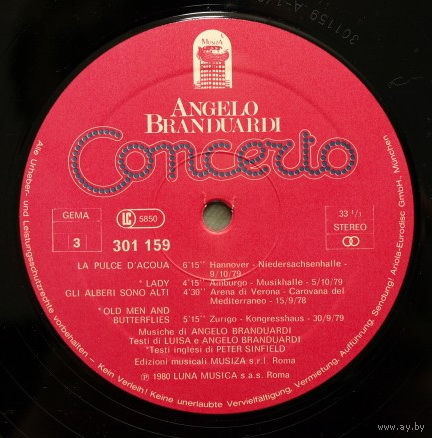 MUSIZA
ANGELO
BRANDUARDI
Concerto
GEMA
3
LC 5850
301 159
33 1/3
STEREO
LA PULCE D'ACQUA 6'15'' Hannover - Niedersachsenhalle -
9/10/79
* LADY 4'15'' Amburgo - Musikhalle - 5/10/79
GLI ALBERI SONO ALTI 4'30'' Arena di Verona - Carovana del
Mediterraneo - 15/9/78
* OLD MEN AND
BUTTERFLIES 5'15'' Zurigo - Kongresshaus - 30/9/79
Musiche di ANGELO BRANDUARDI
Testi di LUISA e ANGELO BRANDUARDI
*Testi inglesi di PETER SINFIELD
Edizioni musicali MUSIZA s.r.l. Roma
℗ 1980 LUNA MUSICA s.a.s. Roma
Alle Urheber- und Leistungsschutzrechte vorbehalten - Kein Verleih! Keine unerlaubte Vervielfältigung, Vermietung, Aufführung, Sendung! Ariola-Eurodisc GmbH, München
www.ay.by